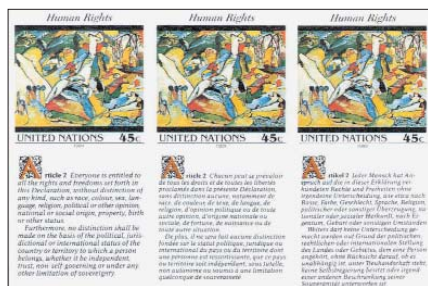 Human Rights
UNITED NATIONS 45c
Article 2 Everyone is entitled to
all the rights and freedoms set forth in
this Declaration, without distinction of
any kind, such as race, colour, sex, lan-
guage, religion, political or other opinion,
national or social origin, property, birth
or other status.
Furthermore, no distinction shall be
made on the basis of the political, juris-
dictional or international status of the
country or territory to which a person
belongs, whether it be independent,
trust, non-self-governing or under any
other limitation of sovereignty.
Human Rights
UNITED NATIONS 45c
Article 2 Chacun peut se prévaloir
de tous les droits et de toutes les libertés
proclamés dans la présente Déclaration,
sans distinction aucune, notamment de
race, de couleur, de sexe, de langue, de
religion, d'opinion politique ou de toute
autre opinion, d'origine nationale ou
sociale, de fortune, de naissance ou de
toute autre situation.
De plus, il ne sera fait aucune distinction
fondée sur le statut politique, juridique ou
international du pays ou du territoire dont
une personne est ressortissante, que ce pays
ou territoire soit indépendant, sous tutelle,
non autonome ou soumis à une limitation
quelconque de souveraineté.
Human Rights
UNITED NATIONS 45c
Artikel 2 Jeder Mensch hat An-
spruch auf die in dieser Erklärung ver-
kündeten Rechte und Freiheiten ohne
irgendeine Unterscheidung, wie etwa nach
Rasse, Farbe, Geschlecht, Sprache, Religion,
politischer oder sonstiger Überzeugung, na-
tionaler oder sozialer Herkunft, nach Ei-
gentum, Geburt oder sonstigen Umständen.
Weiters darf keine Unterscheidung ge-
macht werden auf Grund der politischen,
rechtlichen oder internationalen Stellung
des Landes oder Gebietes, dem eine Person
angehört, ohne Rücksicht darauf, ob es
unabhängig ist, unter Treuhandschaft steht,
keine Selbstregierung besitzt oder irgend
einer anderen Beschränkung seiner
Souveränität unterworfen ist.